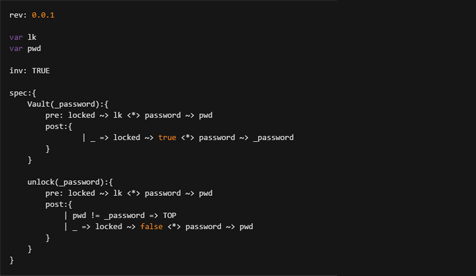 rev: 0.0.1
var lk
var pwd
inv: TRUE
spec:{
Vault(_password):{
pre: locked ~> lk <*> password ~> pwd
post:{
| _ => locked ~> true <*> password ~> _password
}
}
unlock(_password):{
pre: locked ~> lk <*> password ~> pwd
post:{
| pwd != _password => TOP
| _ => locked ~> false <*> password ~> pwd
}
}
}